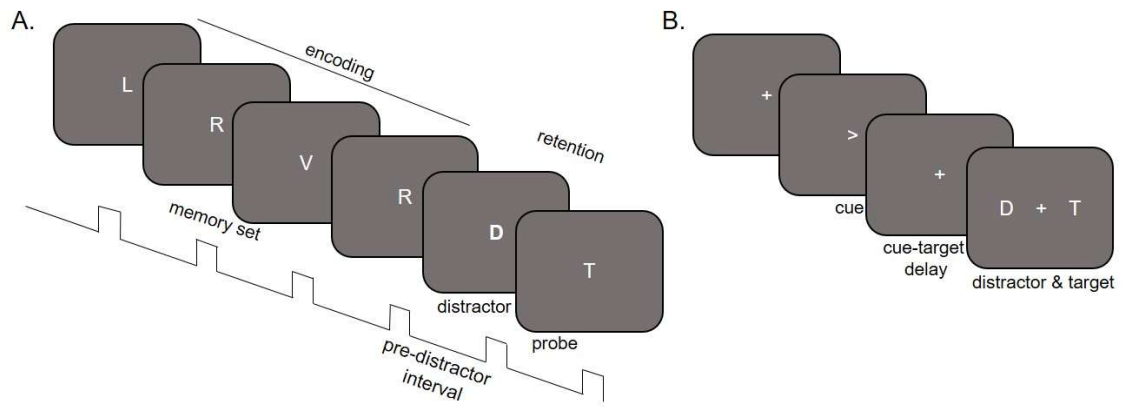 A.
L
R
V
R
D
T
encoding
retention
memory set
distractor
probe
pre-distractor
interval
B.
+
>
+
D + T
cue
cue-target
delay
distractor & target